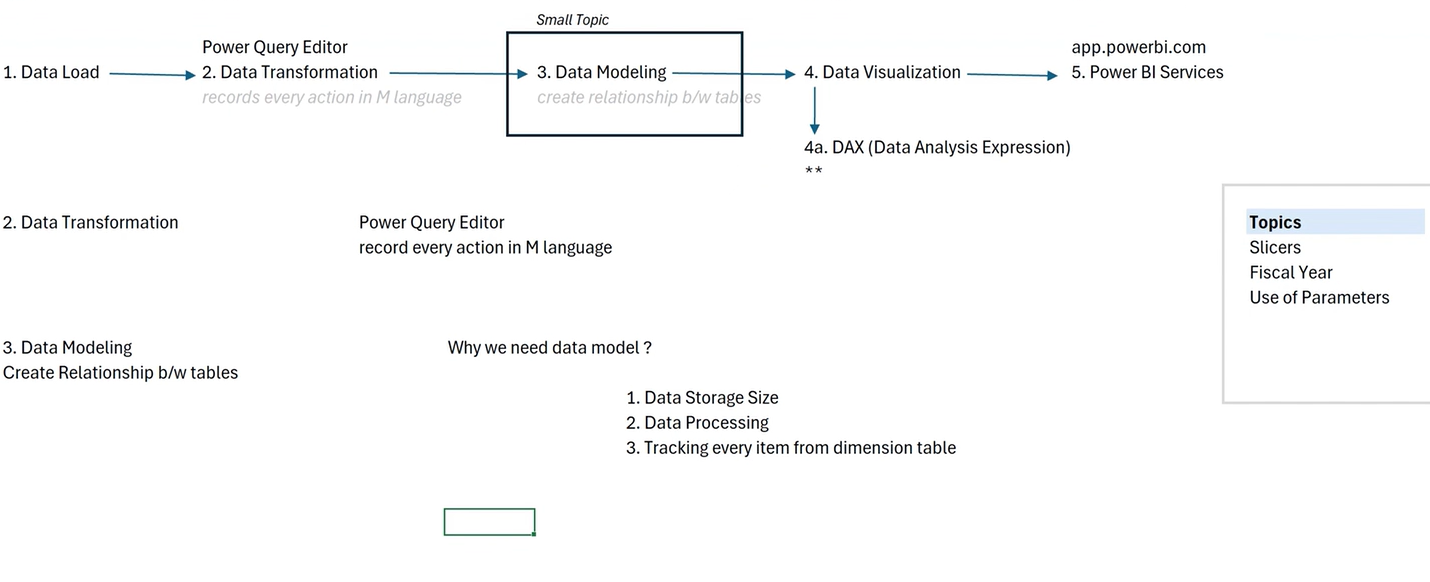 Small Topic
Power Query Editor
app.powerbi.com
1. Data Load
2. Data Transformation
3. Data Modeling
4. Data Visualization
5. Power BI Services
records every action in M language
create relationship b/w tables
4a. DAX (Data Analysis Expression)
**
2. Data Transformation
Power Query Editor
record every action in M language
Topics
Slicers
Fiscal Year
Use of Parameters
3. Data Modeling
Why we need data model ?
Create Relationship b/w tables
1. Data Storage Size
2. Data Processing
3. Tracking every item from dimension table